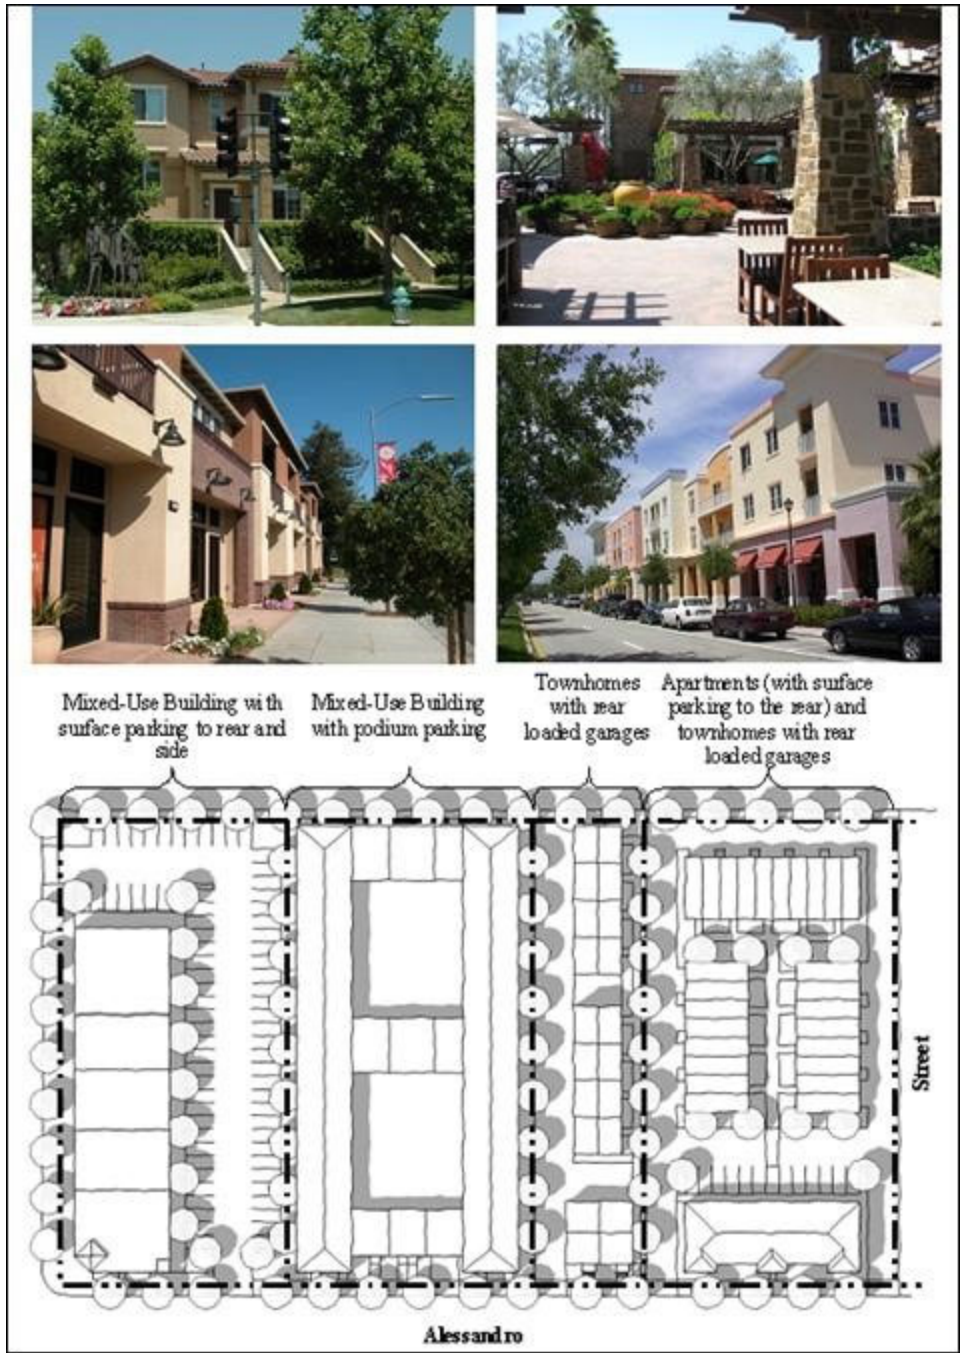 Mixed-Use Building with
surface parking to rear and
side
Mixed-Use Building
with podium parking
Townhomes
with rear
loaded garages
Apartments (with surface
parking to the rear) and
townhomes with rear
loaded garages
Street
Alessandro